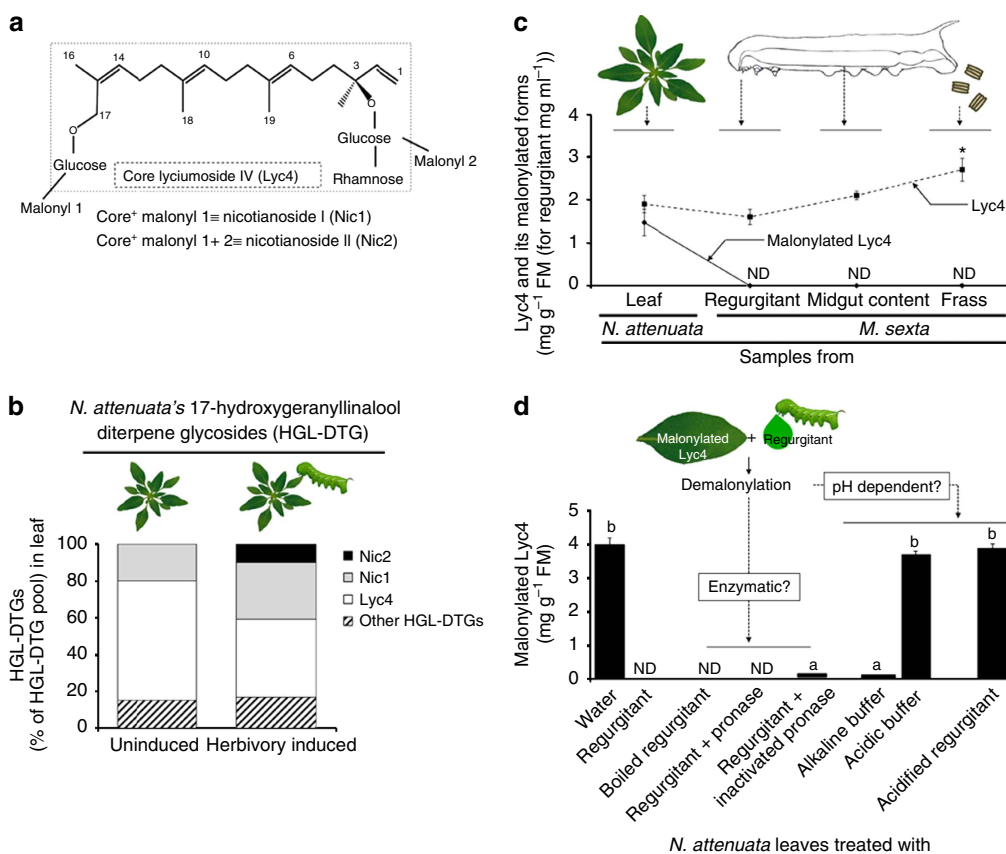 a
16
14
10
6
3
1
17
18
19
O
O
Glucose
Glucose
Malonyl 2
Core lyciumoside IV (Lyc4)
Rhamnose
Malonyl 1
Core⁺ malonyl 1≡ nicotianoside I (Nic1)
Core⁺ malonyl 1+ 2≡ nicotianoside II (Nic2)
b
N. attenuata's 17-hydroxygeranyllinalool
diterpene glycosides (HGL-DTG)
HGL-DTGs
(% of HGL-DTG pool) in leaf
100
80
60
40
20
0
Nic2
Nic1
Lyc4
Other HGL-DTGs
Uninduced
Herbivory induced
c
Lyc4 and its malonylated forms
(mg g⁻¹ FM (for regurgitant mg ml⁻¹)
4
3
2
1
0
*
Lyc4
Malonylated Lyc4
ND
ND
ND
Leaf
Regurgitant
Midgut content
Frass
N. attenuata
M. sexta
Samples from
d
Malonylated
Lyc4
+
Regurgitant
Demalonylation
pH dependent?
Enzymatic?
Malonylated Lyc4
(mg g⁻¹ FM)
4
3
2
1
0
b
ND
ND
ND
a
a
b
b
Water
Regurgitant
Boiled regurgitant
Regurgitant + pronase
Regurgitant +
inactivated pronase
Alkaline buffer
Acidic buffer
Acidified regurgitant
N. attenuata leaves treated with